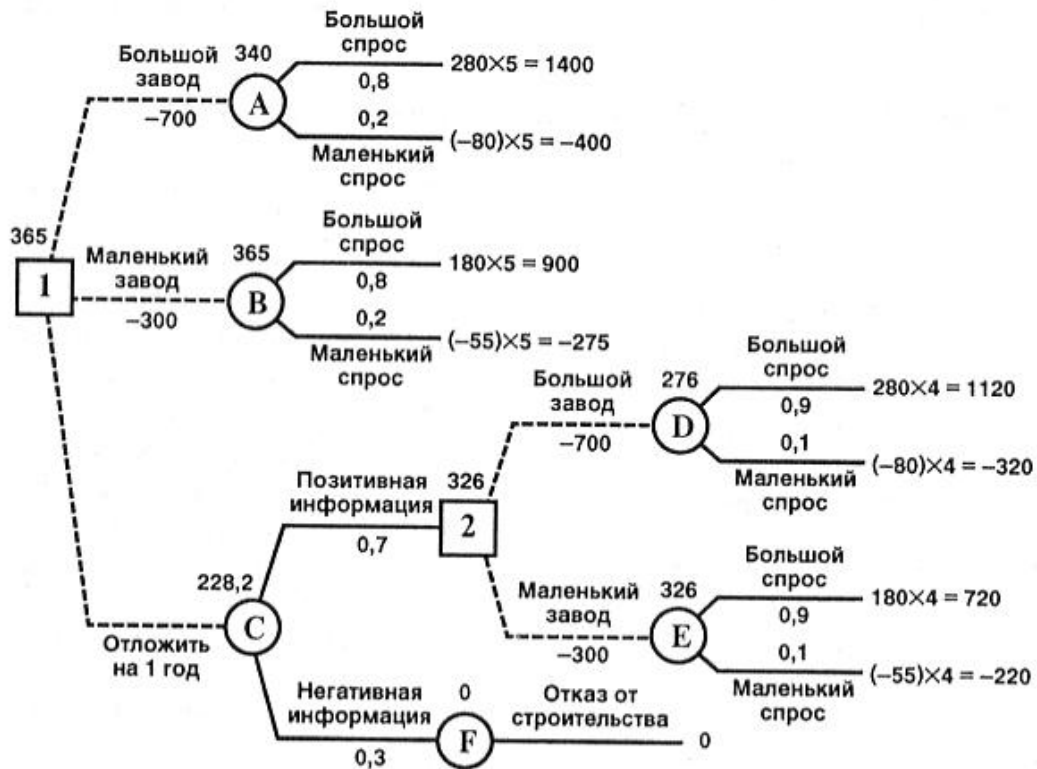 Большой
завод
−700
340
A
Большой
спрос
0,8
280×5 = 1400
0,2
Маленький
спрос
(−80)×5 = −400
365
1
Маленький
завод
−300
365
B
Большой
спрос
0,8
180×5 = 900
0,2
Маленький
спрос
(−55)×5 = −275
Отложить
на 1 год
228,2
C
Позитивная
информация
0,7
326
2
Большой
завод
−700
276
D
Большой
спрос
0,9
280×4 = 1120
0,1
Маленький
спрос
(−80)×4 = −320
Маленький
завод
−300
326
E
Большой
спрос
0,9
180×4 = 720
0,1
Маленький
спрос
(−55)×4 = −220
Негативная
информация
0,3
0
F
Отказ от
строительства
0